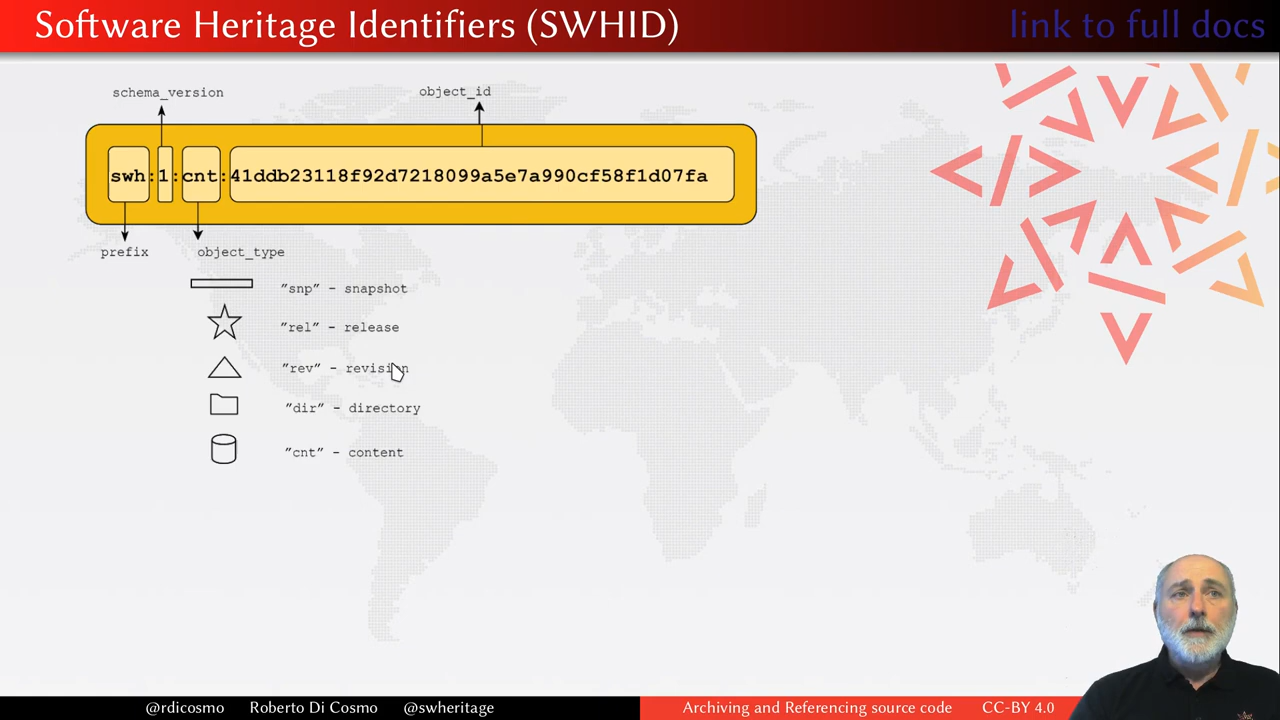 Software Heritage Identifiers (SWHID)
link to full docs
schema_version
object_id
swh:1:cnt:41ddb23118f92d7218099a5e7a990cf58f1d07fa
prefix
object_type
”snp” - snapshot
”rel” - release
”rev” - revision
”dir” - directory
”cnt” - content
@rdicosmo Roberto Di Cosmo @swheritage
Archiving and Referencing source code CC-BY 4.0